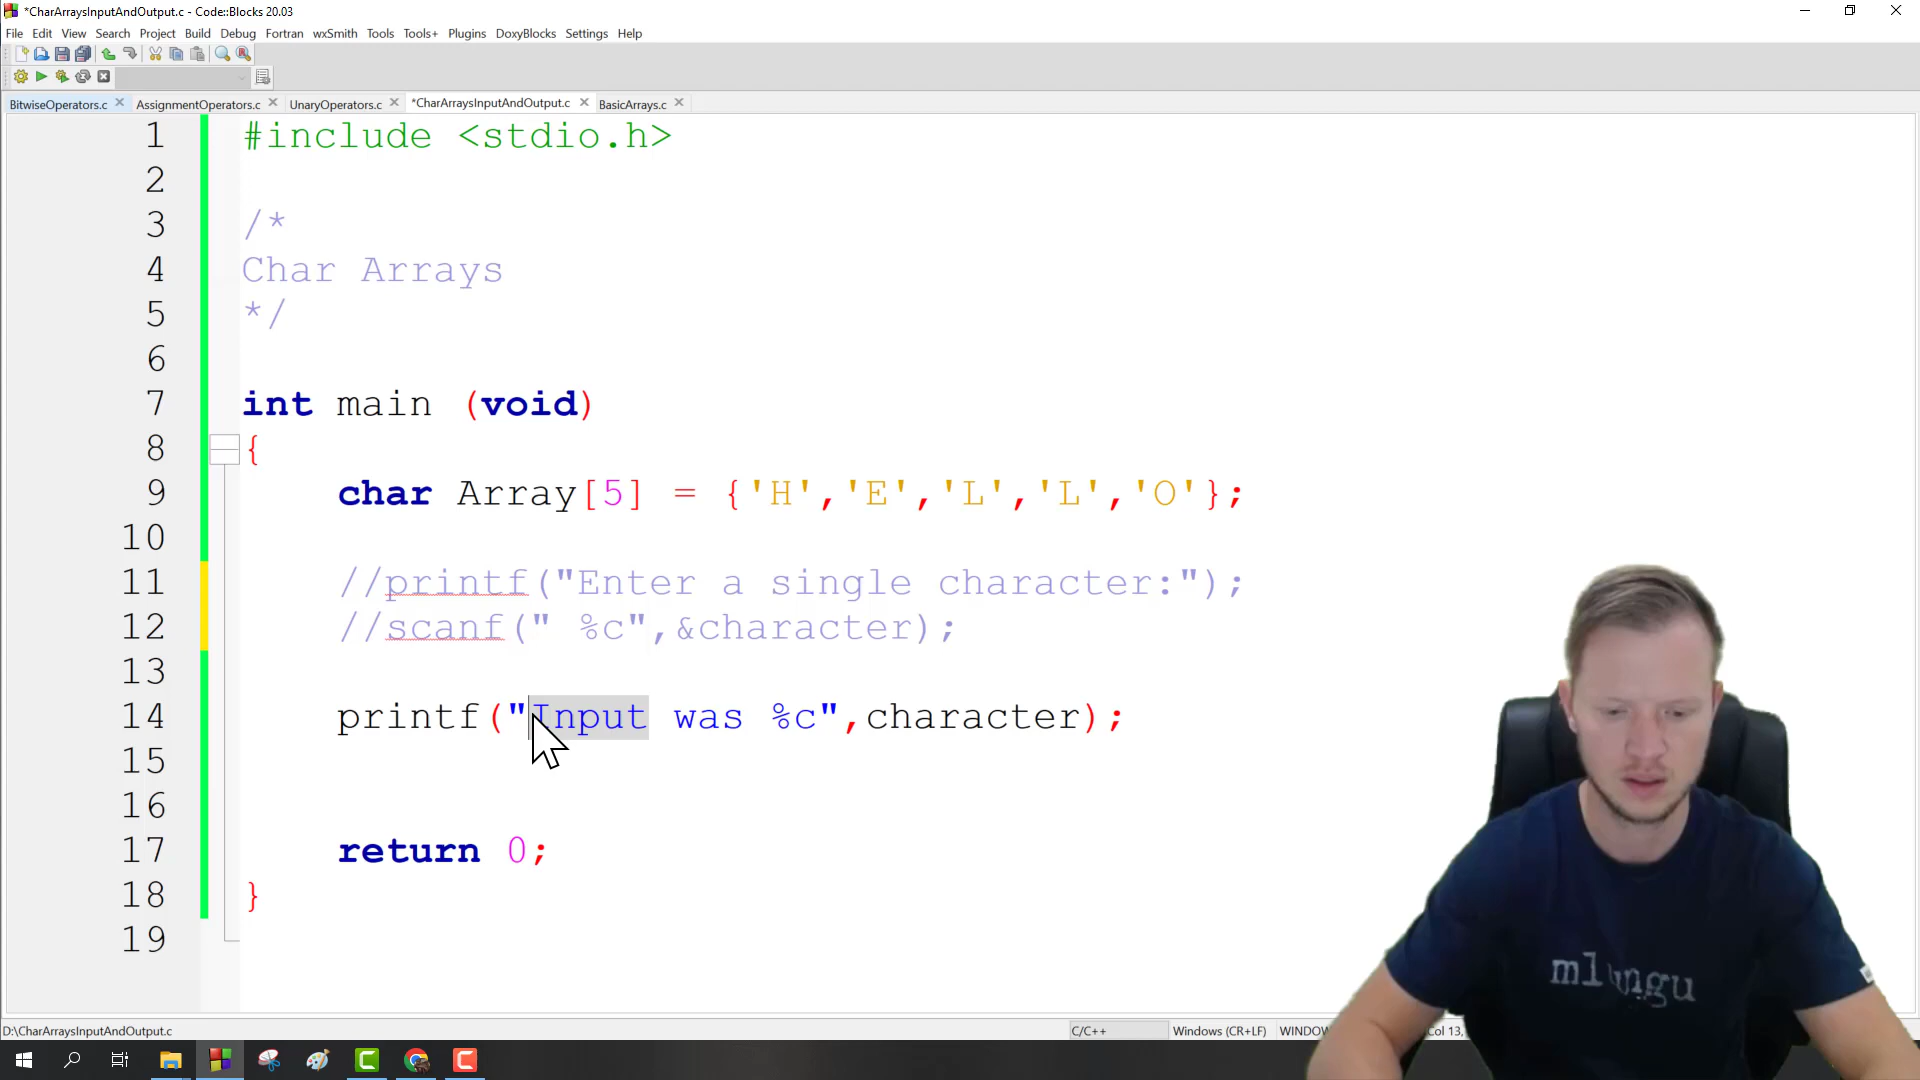 *CharArraysInputAndOutput.c - Code::Blocks 20.03
File Edit View Search Project Build Debug Fortran wxSmith Tools Tools+ Plugins DoxyBlocks Settings Help
BitwiseOperators.c AssignmentOperators.c UnaryOperators.c *CharArraysInputAndOutput.c BasicArrays.c
1 #include <stdio.h>
2
3 /*
4 Char Arrays
5 */
6
7 int main (void)
8 {
9 char Array[5] = {'H','E','L','L','O'};
10
11 //printf("Enter a single character:");
12 //scanf(" %c",&character);
13
14 printf("Input was %c",character);
15
16
17 return 0;
18 }
19
mlungu
D:\CharArraysInputAndOutput.c C/C++ Windows (CR+LF) Col 13,